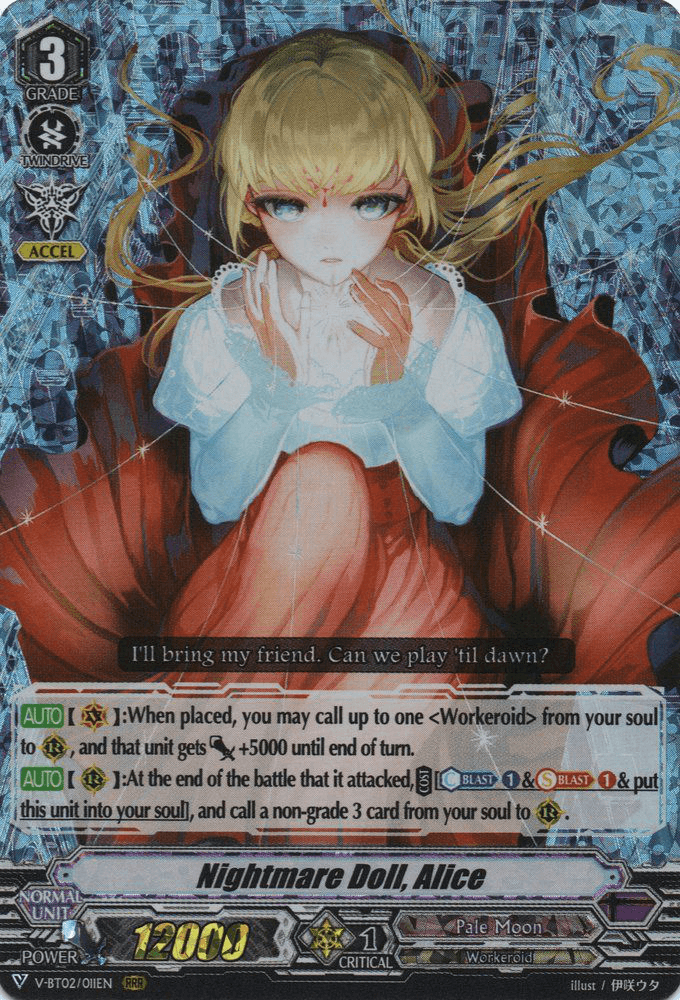 3
GRADE
TWINDRIVE
ACCEL
I'll bring my friend. Can we play 'til dawn?
AUTO【 V 】:When placed, you may call up to one <Workeroid> from your soul
to R, and that unit gets +5000 until end of turn.
AUTO【 R 】:At the end of the battle that it attacked, COST [C BLAST 1 & S BLAST 1 & put
this unit into your soul], and call a non-grade 3 card from your soul to R.
Nightmare Doll, Alice
NORMAL
UNIT
POWER
12000
1
CRITICAL
Pale Moon
Workeroid
V-BT02/011EN RRR
illust / 伊咲ウタ